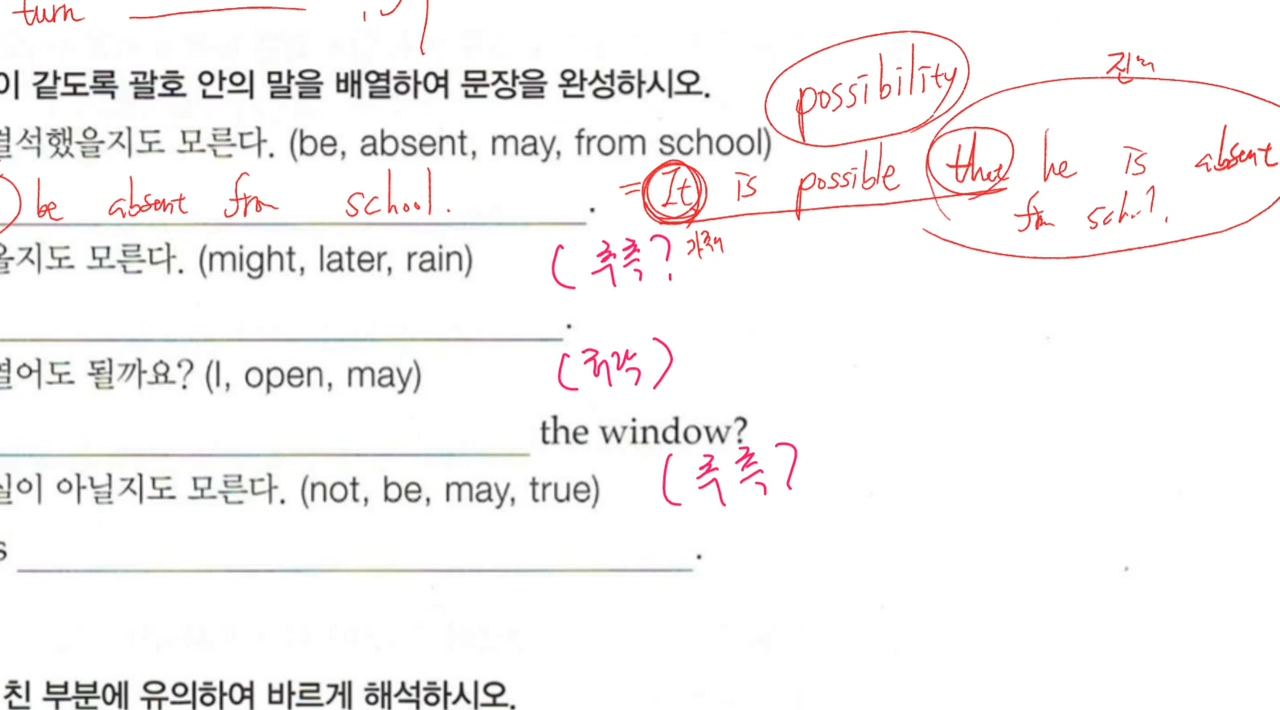 turn
이 같도록 괄호 안의 말을 배열하여 문장을 완성하시오.
possibility
진주어
결석했을지도 모른다. (be, absent, may, from school)
be absent from school. = It is possible that he is absent
from school.
가주어
을지도 모른다. (might, later, rain) (추측)
열어도 될까요? (I, open, may) (허락)
the window?
실이 아닐지도 모른다. (not, be, may, true) (추측)
s
친 부분에 유의하여 바르게 해석하시오.